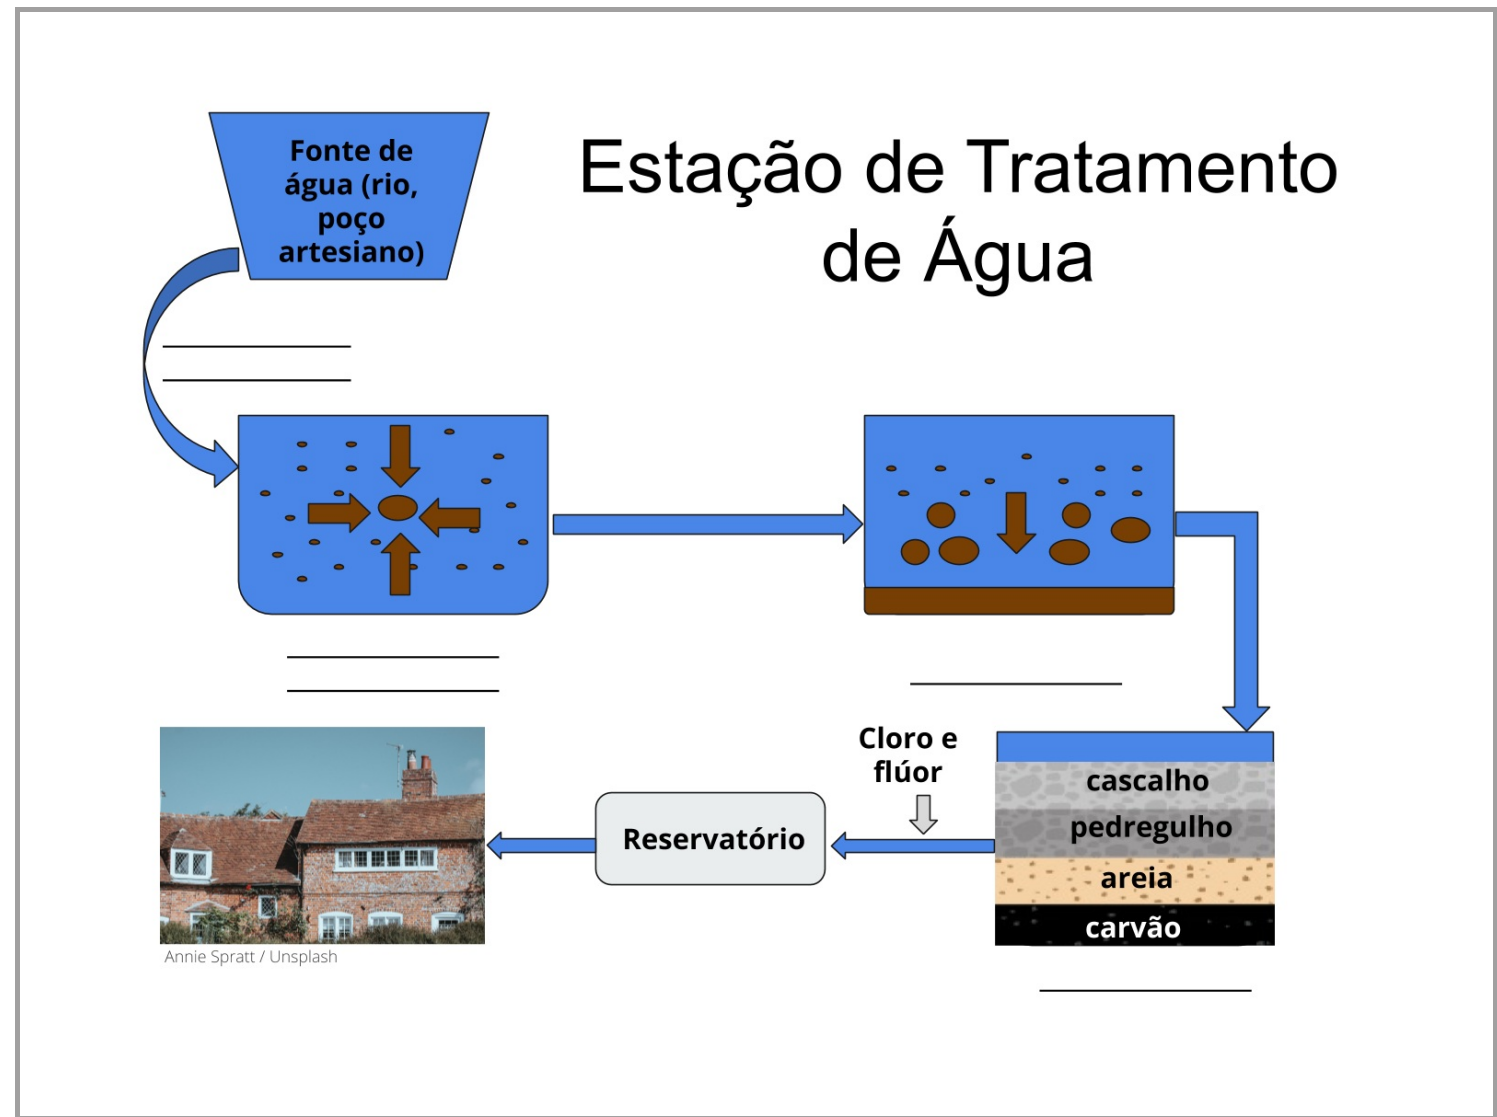 Fonte de
água (rio,
poço
artesiano)
Estação de Tratamento
de Água
Cloro e
flúor
cascalho
pedregulho
areia
carvão
Reservatório
Annie Spratt / Unsplash